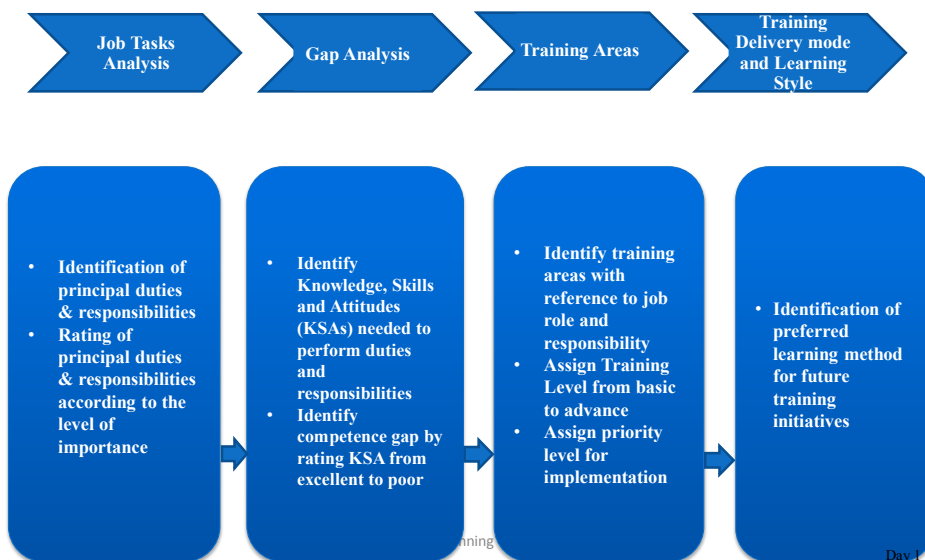 Job Tasks
Analysis
Gap Analysis
Training Areas
Training
Delivery mode
and Learning
Style
• Identification of
principal duties
& responsibilities
• Rating of
principal duties
& responsibilities
according to the
level of
importance
• Identify
Knowledge, Skills
and Attitudes
(KSAs) needed to
perform duties
and
responsibilities
• Identify
competence gap by
rating KSA from
excellent to poor
• Identify training
areas with
reference to job
role and
responsibility
• Assign Training
Level from basic
to advance
• Assign priority
level for
implementation
• Identification of
preferred
learning method
for future
training
initiatives
Day 1